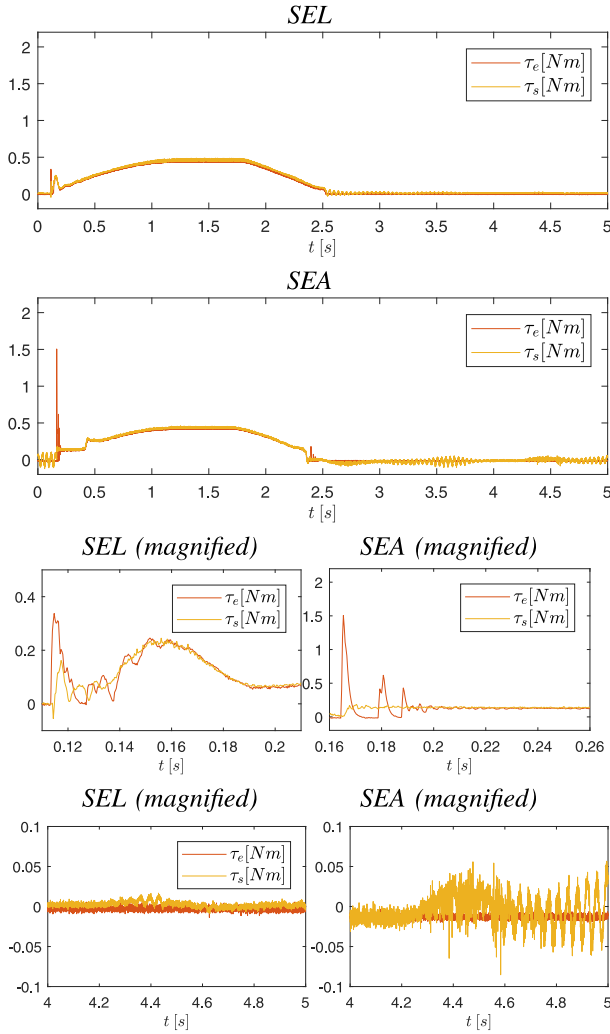 SEL
2
1.5
1
0.5
0
τe[Nm]
τs[Nm]
0 0.5 1 1.5 2 2.5 3 3.5 4 4.5 5
t [s]
SEA
2
1.5
1
0.5
0
τe[Nm]
τs[Nm]
0 0.5 1 1.5 2 2.5 3 3.5 4 4.5 5
t [s]
SEL (magnified)
0.4
0.2
0
τe[Nm]
τs[Nm]
0.12 0.14 0.16 0.18 0.2
t [s]
SEA (magnified)
2
1.5
1
0.5
0
τe[Nm]
τs[Nm]
0.16 0.18 0.2 0.22 0.24 0.26
t [s]
SEL (magnified)
0.1
0.05
0
-0.05
-0.1
τe[Nm]
τs[Nm]
4 4.2 4.4 4.6 4.8 5
t [s]
SEA (magnified)
0.1
0.05
0
-0.05
-0.1
4 4.2 4.4 4.6 4.8 5
t [s]